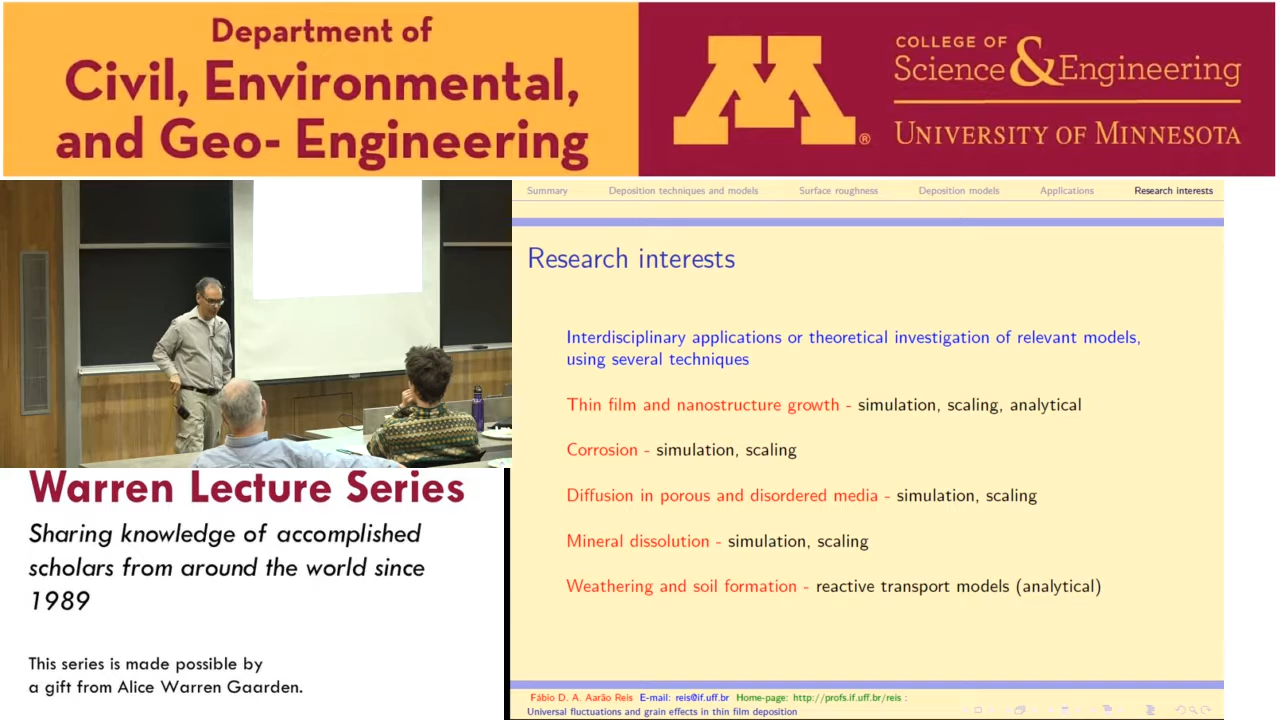 Department of
Civil, Environmental,
and Geo- Engineering
M
®
COLLEGE OF
Science & Engineering
UNIVERSITY OF MINNESOTA
Summary Deposition techniques and models Surface roughness Deposition models Applications Research interests
Research interests
Interdisciplinary applications or theoretical investigation of relevant models,
using several techniques
Thin film and nanostructure growth - simulation, scaling, analytical
Corrosion - simulation, scaling
Diffusion in porous and disordered media - simulation, scaling
Mineral dissolution - simulation, scaling
Weathering and soil formation - reactive transport models (analytical)
Fábio D. A. Aarão Reis E-mail: reis@if.uff.br Home-page: http://profs.if.uff.br/reis :
Universal fluctuations and grain effects in thin film deposition
Warren Lecture Series
Sharing knowledge of accomplished
scholars from around the world since
1989
This series is made possible by
a gift from Alice Warren Gaarden.